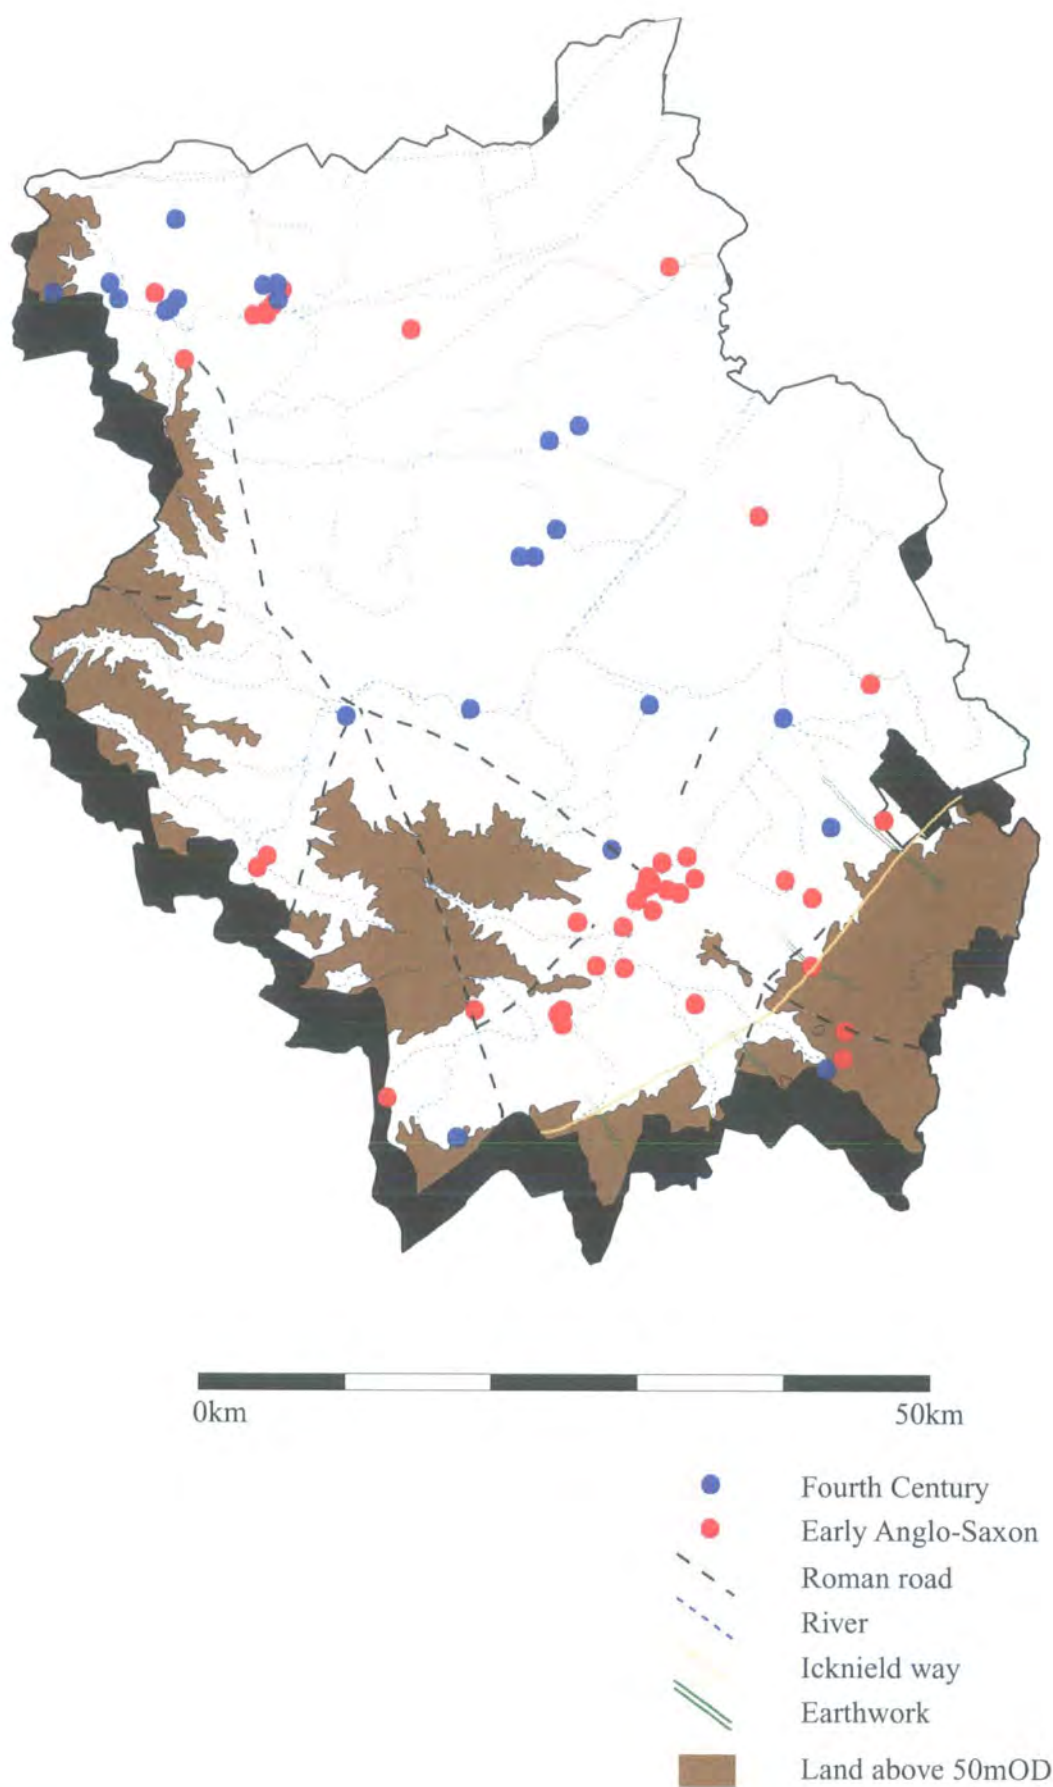 0km 50km
Fourth Century
Early Anglo-Saxon
Roman road
River
Icknield way
Earthwork
Land above 50mOD